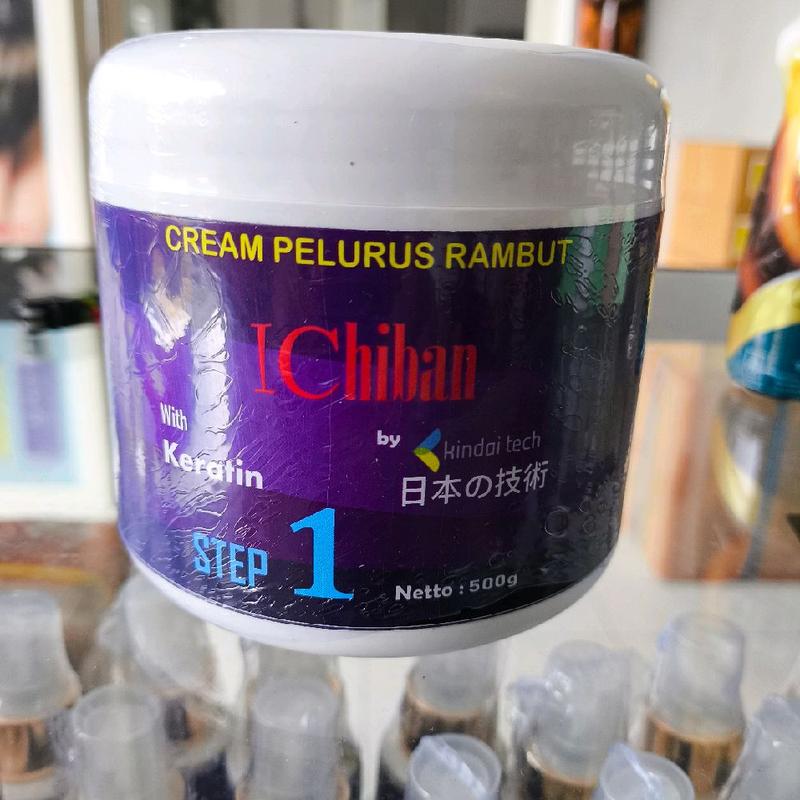 CREAM PELURUS RAMBUT
IChiban
With
Keratin
by kindai tech
日本の技術
STEP 1
Netto : 500g